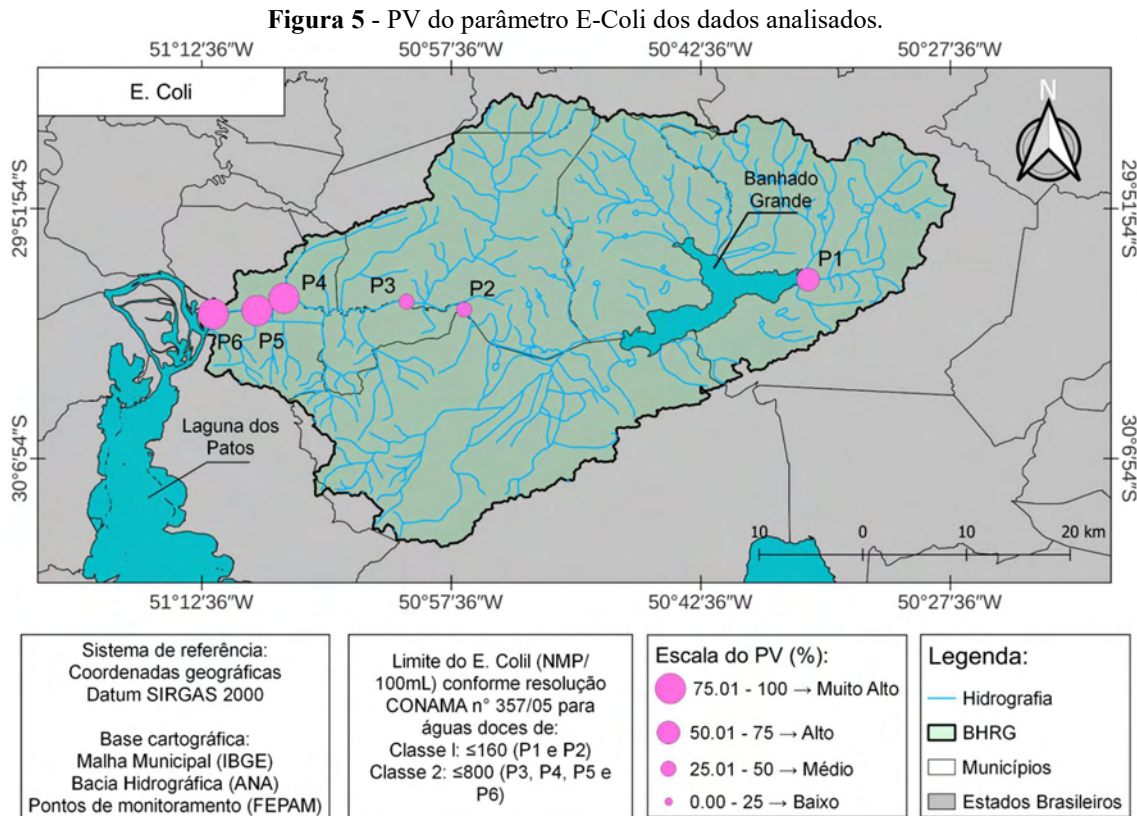 Figura 5 - PV do parâmetro E-Coli dos dados analisados.
51°12'36"W 50°57'36"W 50°42'36"W 50°27'36"W
E. Coli
N
29°51'54"S
29°51'54"S
Banhado
Grande
P1
P4
P3
P2
P6
P5
Laguna dos
Patos
30°6'54"S
30°6'54"S
10 0 10 20 km
51°12'36"W 50°57'36"W 50°42'36"W 50°27'36"W
Sistema de referência:
Coordenadas geográficas
Datum SIRGAS 2000
Base cartográfica:
Malha Municipal (IBGE)
Bacia Hidrográfica (ANA)
Pontos de monitoramento (FEPAM)
Limite do E. Colil (NMP/
100mL) conforme resolução
CONAMA n° 357/05 para
águas doces de:
Classe I: ≤160 (P1 e P2)
Classe 2: ≤800 (P3, P4, P5 e
P6)
Escala do PV (%):
75.01 - 100 → Muito Alto
50.01 - 75 → Alto
25.01 - 50 → Médio
0.00 - 25 → Baixo
Legenda:
Hidrografia
BHRG
Municípios
Estados Brasileiros